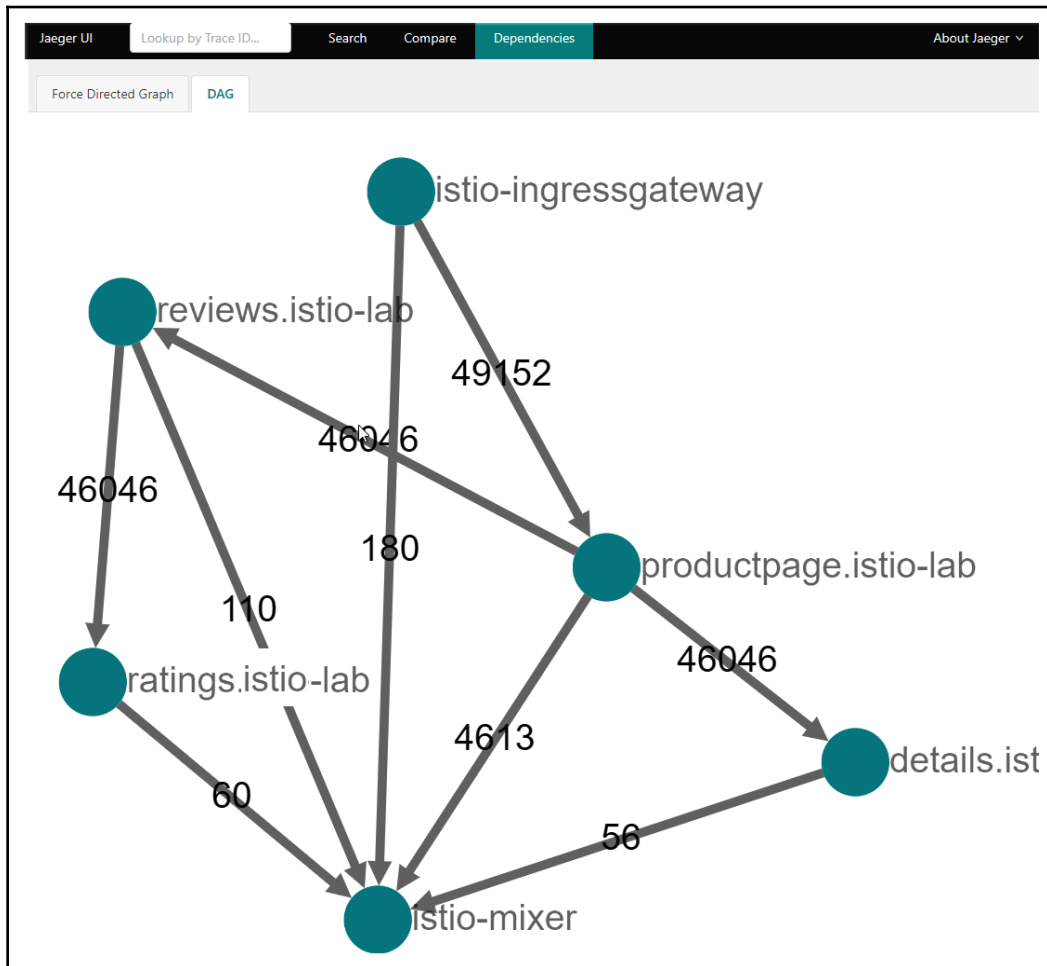 Jaeger UI Lookup by Trace ID... Search Compare Dependencies About Jaeger
Force Directed Graph DAG
istio-ingressgateway
reviews.istio-lab
49152
46046
46046
180
productpage.istio-lab
110
46046
ratings.istio-lab
4613
details.ist
60
56
istio-mixer